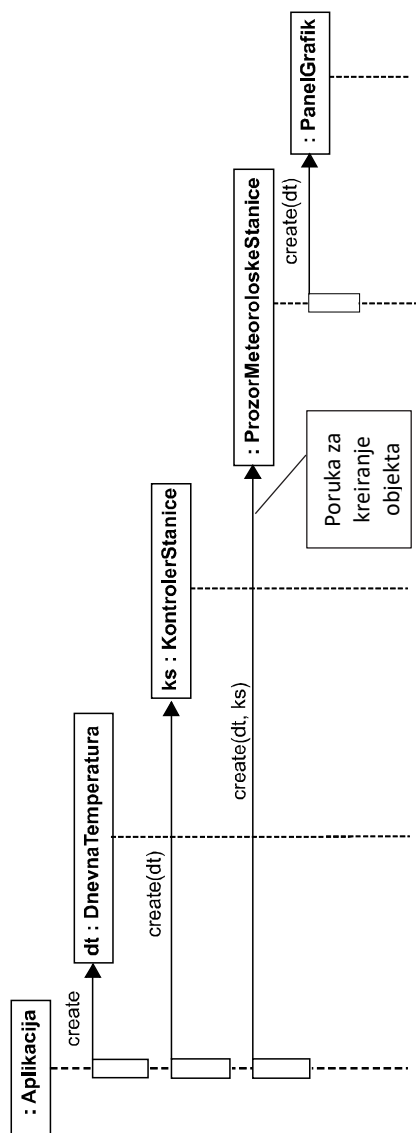 : Aplikacija
create
dt : DnevnaTemperatura
create(dt)
ks : KontrolerStanice
create(dt, ks)
: ProzorMeteoroloskeStanice
create(dt)
: PanelGrafik
Poruka za
kreiranje
objekta